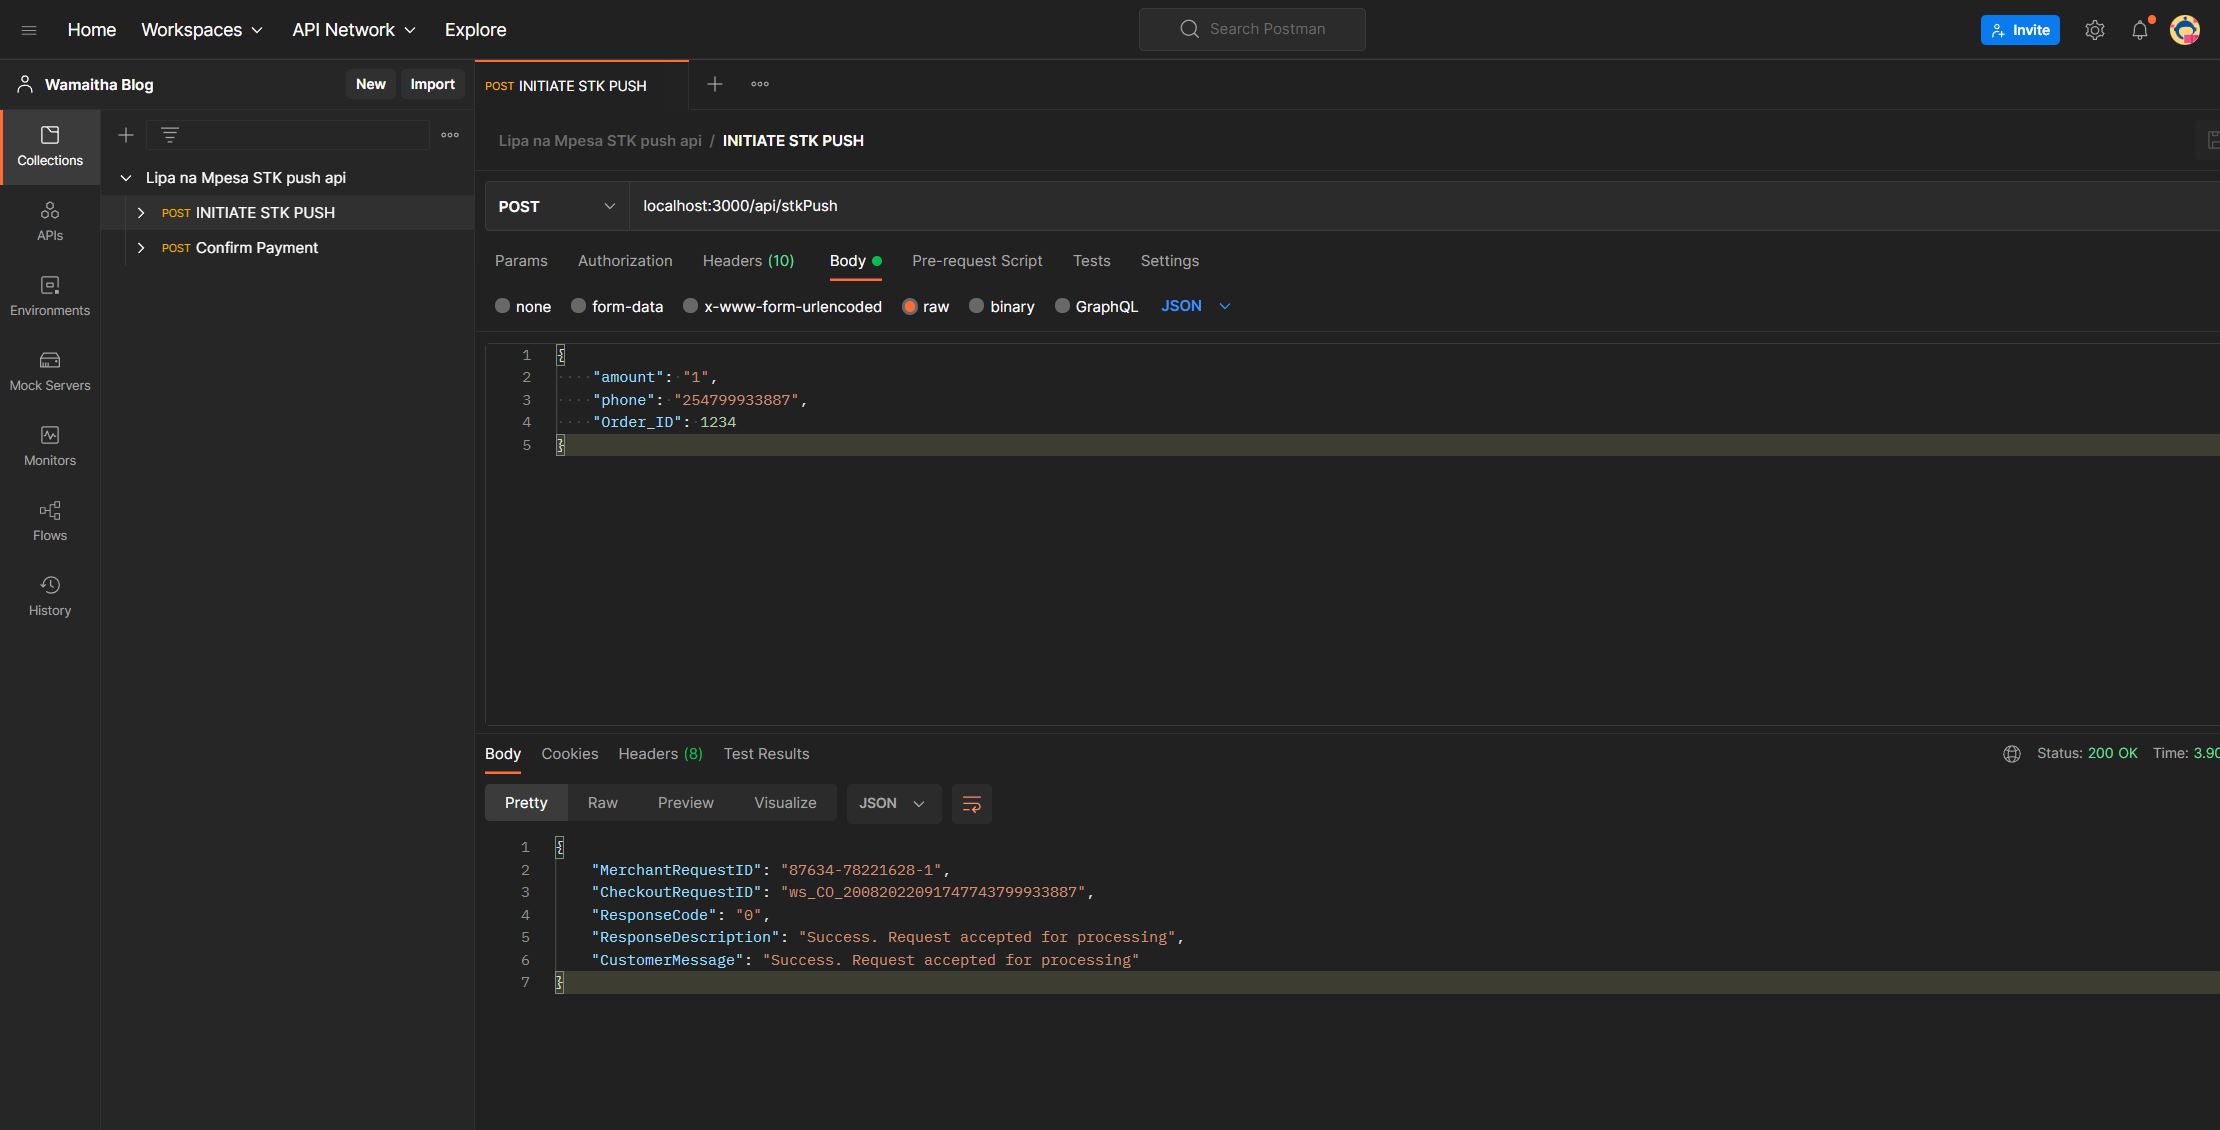 Home Workspaces API Network Explore Search Postman Invite
Wamaitha Blog New Import
POST INITIATE STK PUSH
Collections
APIs
Environments
Mock Servers
Monitors
Flows
History
Lipa na Mpesa STK push api
POST INITIATE STK PUSH
POST Confirm Payment
Lipa na Mpesa STK push api / INITIATE STK PUSH
POST localhost:3000/api/stkPush
Params Authorization Headers (10) Body Pre-request Script Tests Settings
none form-data x-www-form-urlencoded raw binary GraphQL JSON
1 {
2 "amount": "1",
3 "phone": "254799933887",
4 "Order_ID": 1234
5 }
Body Cookies Headers (8) Test Results Status: 200 OK Time: 3.90
Pretty Raw Preview Visualize JSON
1 {
2 "MerchantRequestID": "87634-78221628-1",
3 "CheckoutRequestID": "ws_CO_20082022091747743799933887",
4 "ResponseCode": "0",
5 "ResponseDescription": "Success. Request accepted for processing",
6 "CustomerMessage": "Success. Request accepted for processing"
7 }